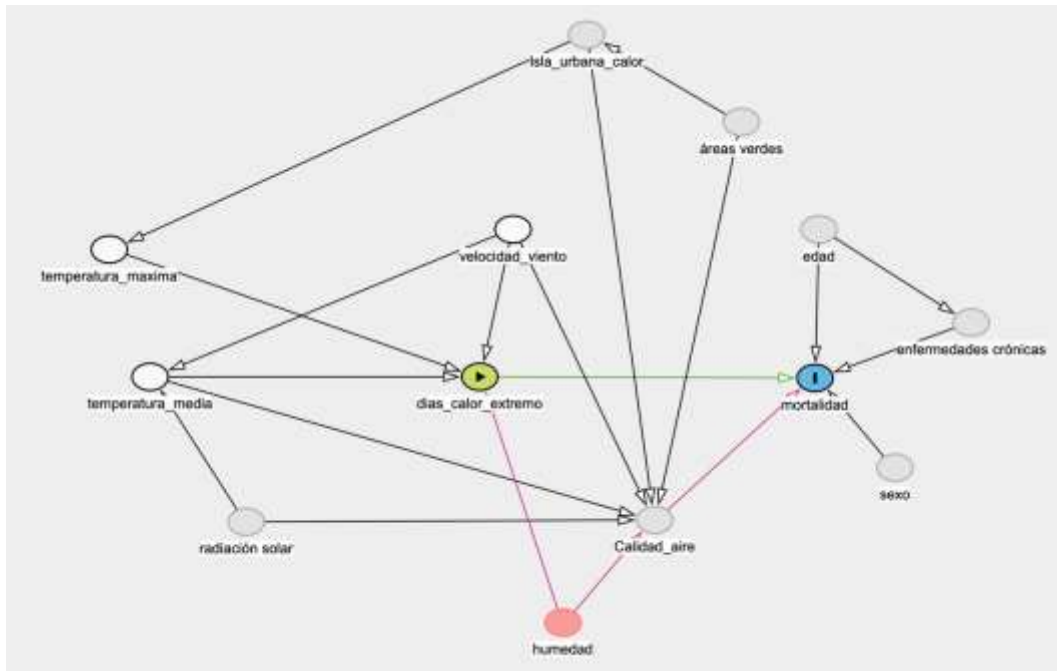 Isla_urbana_calor
áreas verdes
velocidad_viento
edad
temperatura_maxima
enfermedades crónicas
temperatura_media
dias_calor_extremo
mortalidad
sexo
radiación solar
Calidad_aire
humedad